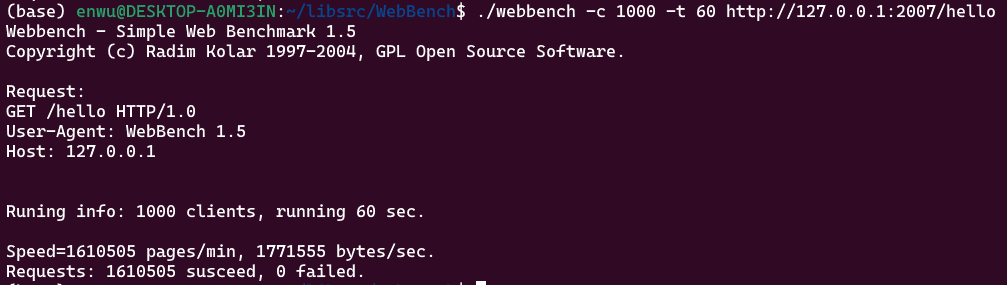 (base) enwu@DESKTOP-A0MI3IN:~/libsrc/WebBench$ ./webbench -c 1000 -t 60 http://127.0.0.1:2007/hello
Webbench - Simple Web Benchmark 1.5
Copyright (c) Radim Kolar 1997-2004, GPL Open Source Software.
Request:
GET /hello HTTP/1.0
User-Agent: WebBench 1.5
Host: 127.0.0.1
Runing info: 1000 clients, running 60 sec.
Speed=1610505 pages/min, 1771555 bytes/sec.
Requests: 1610505 susceed, 0 failed.